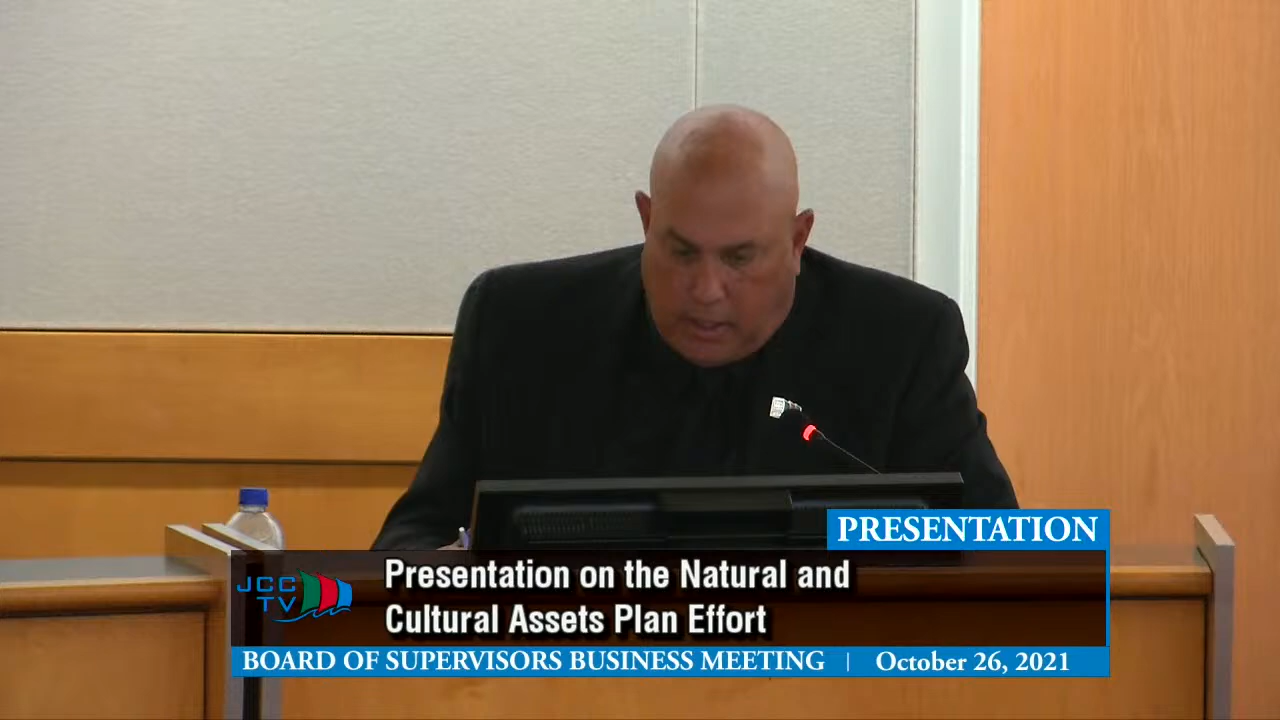 PRESENTATION
JCC
TV
Presentation on the Natural and
Cultural Assets Plan Effort
BOARD OF SUPERVISORS BUSINESS MEETING | October 26, 2021